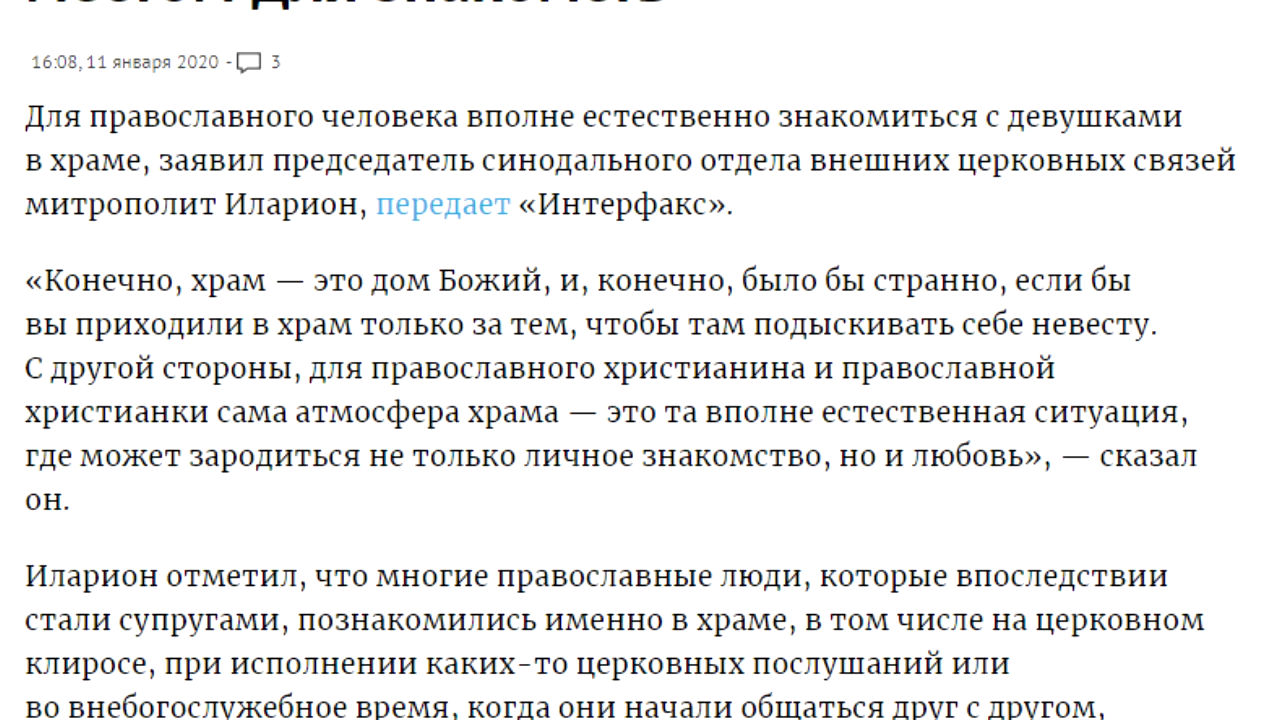 16:08, 11 января 2020 - 3
Для православного человека вполне естественно знакомиться с девушками
в храме, заявил председатель синодального отдела внешних церковных связей
митрополит Иларион, передает «Интерфакс».
«Конечно, храм — это дом Божий, и, конечно, было бы странно, если бы
вы приходили в храм только за тем, чтобы там подыскивать себе невесту.
С другой стороны, для православного христианина и православной
христианки сама атмосфера храма — это та вполне естественная ситуация,
где может зародиться не только личное знакомство, но и любовь», — сказал
он.
Иларион отметил, что многие православные люди, которые впоследствии
стали супругами, познакомились именно в храме, в том числе на церковном
клиросе, при исполнении каких-то церковных послушаний или
во внебогослужебное время, когда они начали общаться друг с другом,